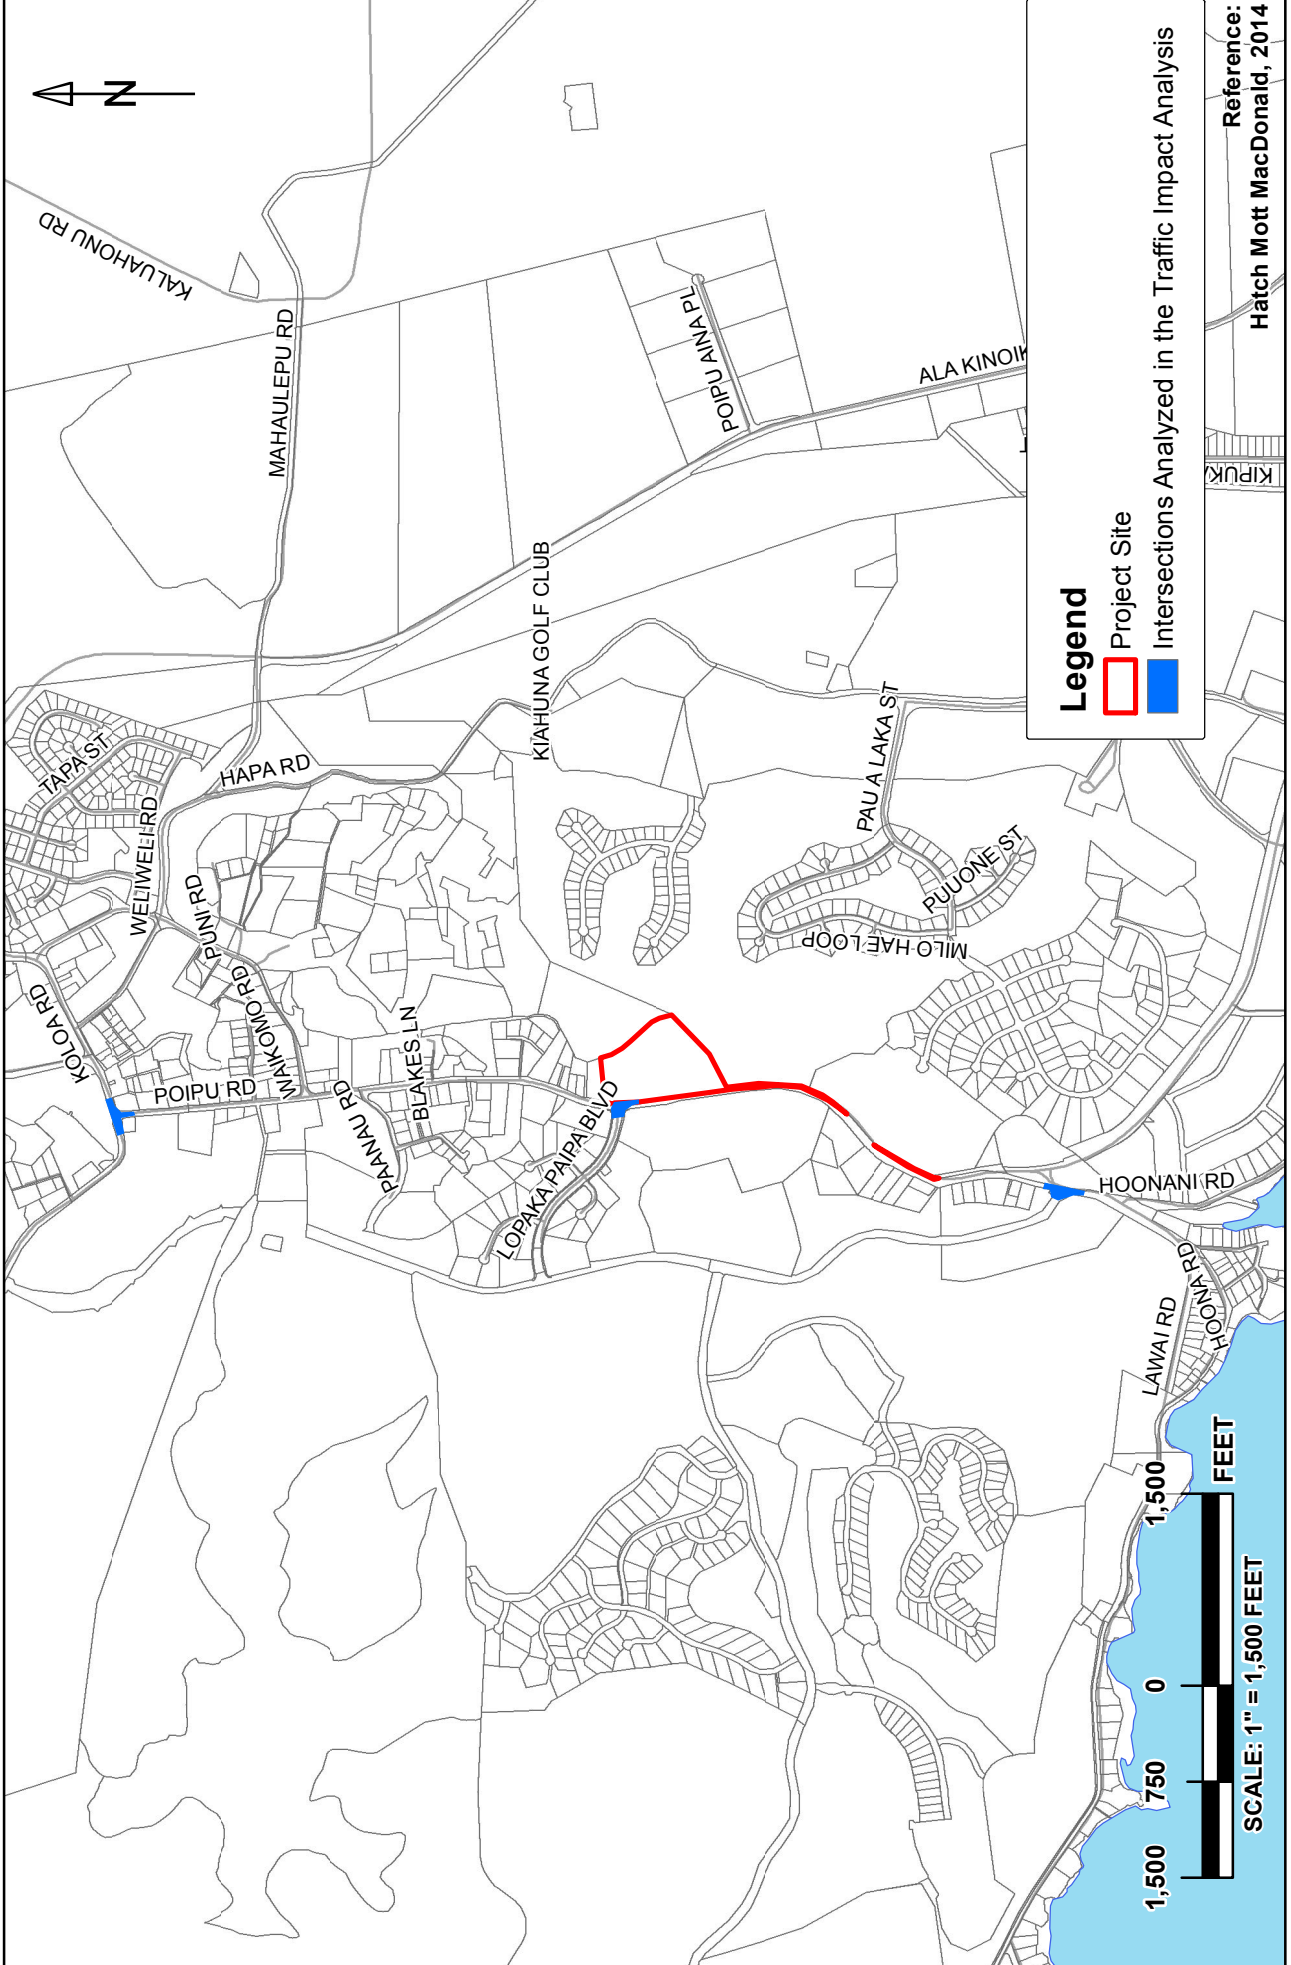 N
KALUAHONU RD
MAHAULEPU RD
TAPA ST
WELIWELI RD
HAPA RD
KOLOA RD
PUNI RD
WAIKOMO RD
POIPU RD
BLAKES LN
PAANAU RD
LOPAKA PAIPA BLVD
KIAHUNA GOLF CLUB
POIPU AINA PL
ALA KINOIK
PAU A LAKA ST
PUUONE ST
MILO HAE LOOP
KIPUKA
HOONANI RD
HOONA RD
LAWAI RD
Legend
Project Site
Intersections Analyzed in the Traffic Impact Analysis
Reference:
Hatch Mott MacDonald, 2014
1,500 750 0 1,500
FEET
SCALE: 1" = 1,500 FEET